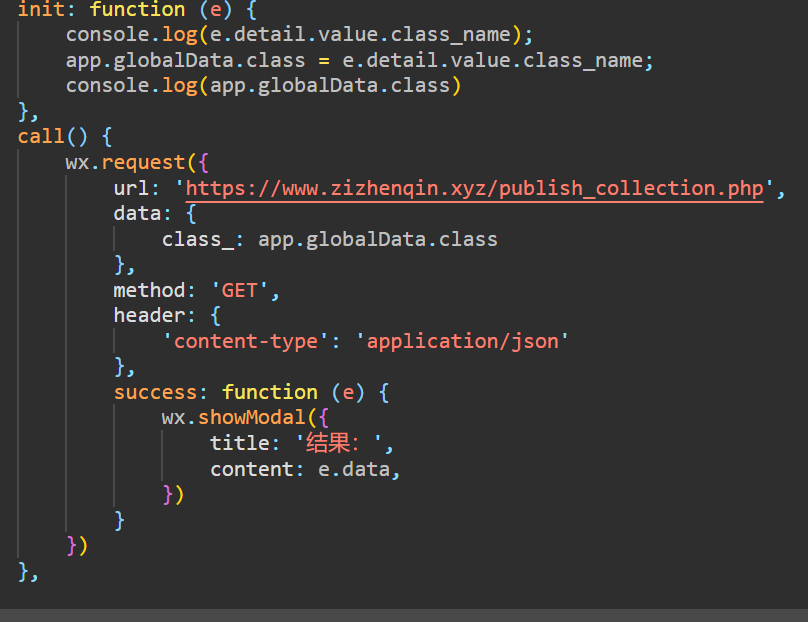 init: function (e) {
console.log(e.detail.value.class_name);
app.globalData.class = e.detail.value.class_name;
console.log(app.globalData.class)
},
call() {
wx.request({
url: 'https://www.zizhenqin.xyz/publish_collection.php',
data: {
class_: app.globalData.class
},
method: 'GET',
header: {
'content-type': 'application/json'
},
success: function (e) {
wx.showModal({
title: '结果：',
content: e.data,
})
}
})
},